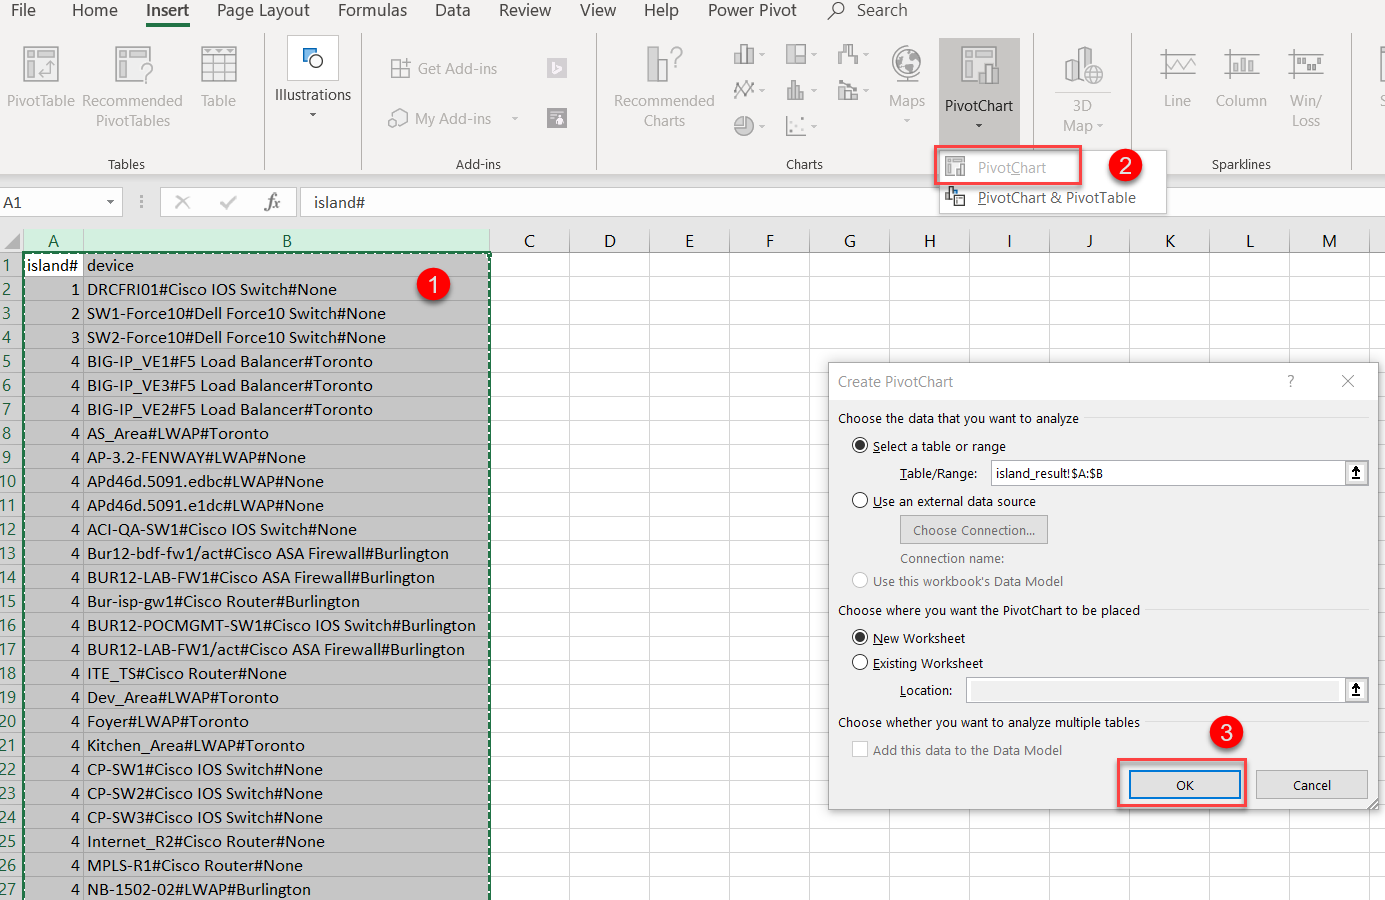 File Home Insert Page Layout Formulas Data Review View Help Power Pivot Search
PivotTable Recommended PivotTables Table
Tables
Illustrations
Get Add-ins
My Add-ins
Add-ins
Recommended Charts
Maps
PivotChart
Charts
3D Map
Line Column Win/Loss
Sparklines
PivotChart
2
PivotChart & PivotTable
A1 fx island#
A B C D E F G H I J K L M
1 island# device
1
2 1 DRCFRI01#Cisco IOS Switch#None
3 2 SW1-Force10#Dell Force10 Switch#None
4 3 SW2-Force10#Dell Force10 Switch#None
5 4 BIG-IP_VE1#F5 Load Balancer#Toronto
6 4 BIG-IP_VE3#F5 Load Balancer#Toronto
7 4 BIG-IP_VE2#F5 Load Balancer#Toronto
8 4 AS_Area#LWAP#Toronto
9 4 AP-3.2-FENWAY#LWAP#None
10 4 APd46d.5091.edbc#LWAP#None
11 4 APd46d.5091.e1dc#LWAP#None
12 4 ACI-QA-SW1#Cisco IOS Switch#None
13 4 Bur12-bdf-fw1/act#Cisco ASA Firewall#Burlington
14 4 BUR12-LAB-FW1#Cisco ASA Firewall#Burlington
15 4 Bur-isp-gw1#Cisco Router#Burlington
16 4 BUR12-POCMGMT-SW1#Cisco IOS Switch#Burlington
17 4 BUR12-LAB-FW1/act#Cisco ASA Firewall#Burlington
18 4 ITE_TS#Cisco Router#None
19 4 Dev_Area#LWAP#Toronto
20 4 Foyer#LWAP#Toronto
21 4 Kitchen_Area#LWAP#Toronto
22 4 CP-SW1#Cisco IOS Switch#None
23 4 CP-SW2#Cisco IOS Switch#None
24 4 CP-SW3#Cisco IOS Switch#None
25 4 Internet_R2#Cisco Router#None
26 4 MPLS-R1#Cisco Router#None
27 4 NB-1502-02#LWAP#Burlington
Create PivotChart ?
Choose the data that you want to analyze
Select a table or range
Table/Range: island_result!$A:$B
Use an external data source
Choose Connection...
Connection name:
Use this workbook's Data Model
Choose where you want the PivotChart to be placed
New Worksheet
Existing Worksheet
Location:
Choose whether you want to analyze multiple tables
3
Add this data to the Data Model
OK Cancel